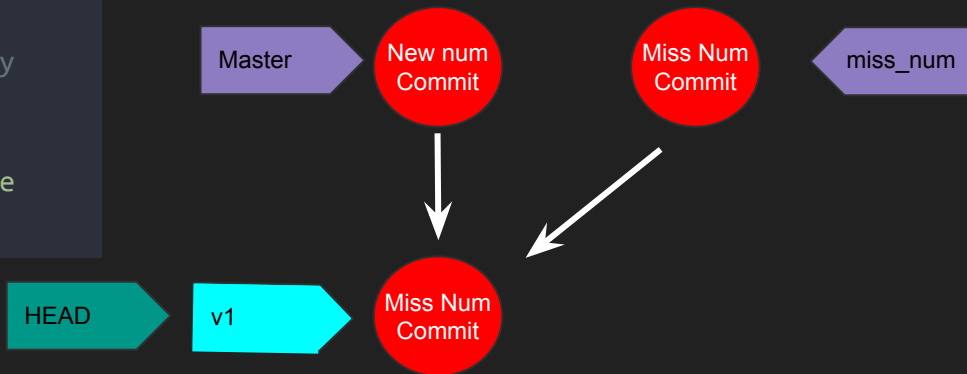 y
e
Master
New num
Commit
Miss Num
Commit
miss_num
HEAD
v1
Miss Num
Commit